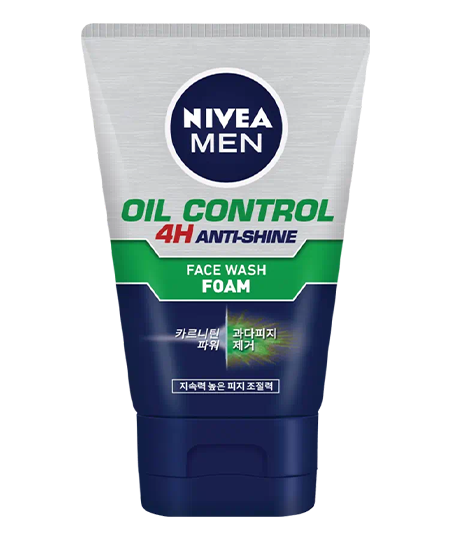 NIVEA
MEN
OIL CONTROL
4H ANTI-SHINE
FACE WASH
FOAM
카르니틴 과다피지
파워 제거
지속력 높은 피지 조절력